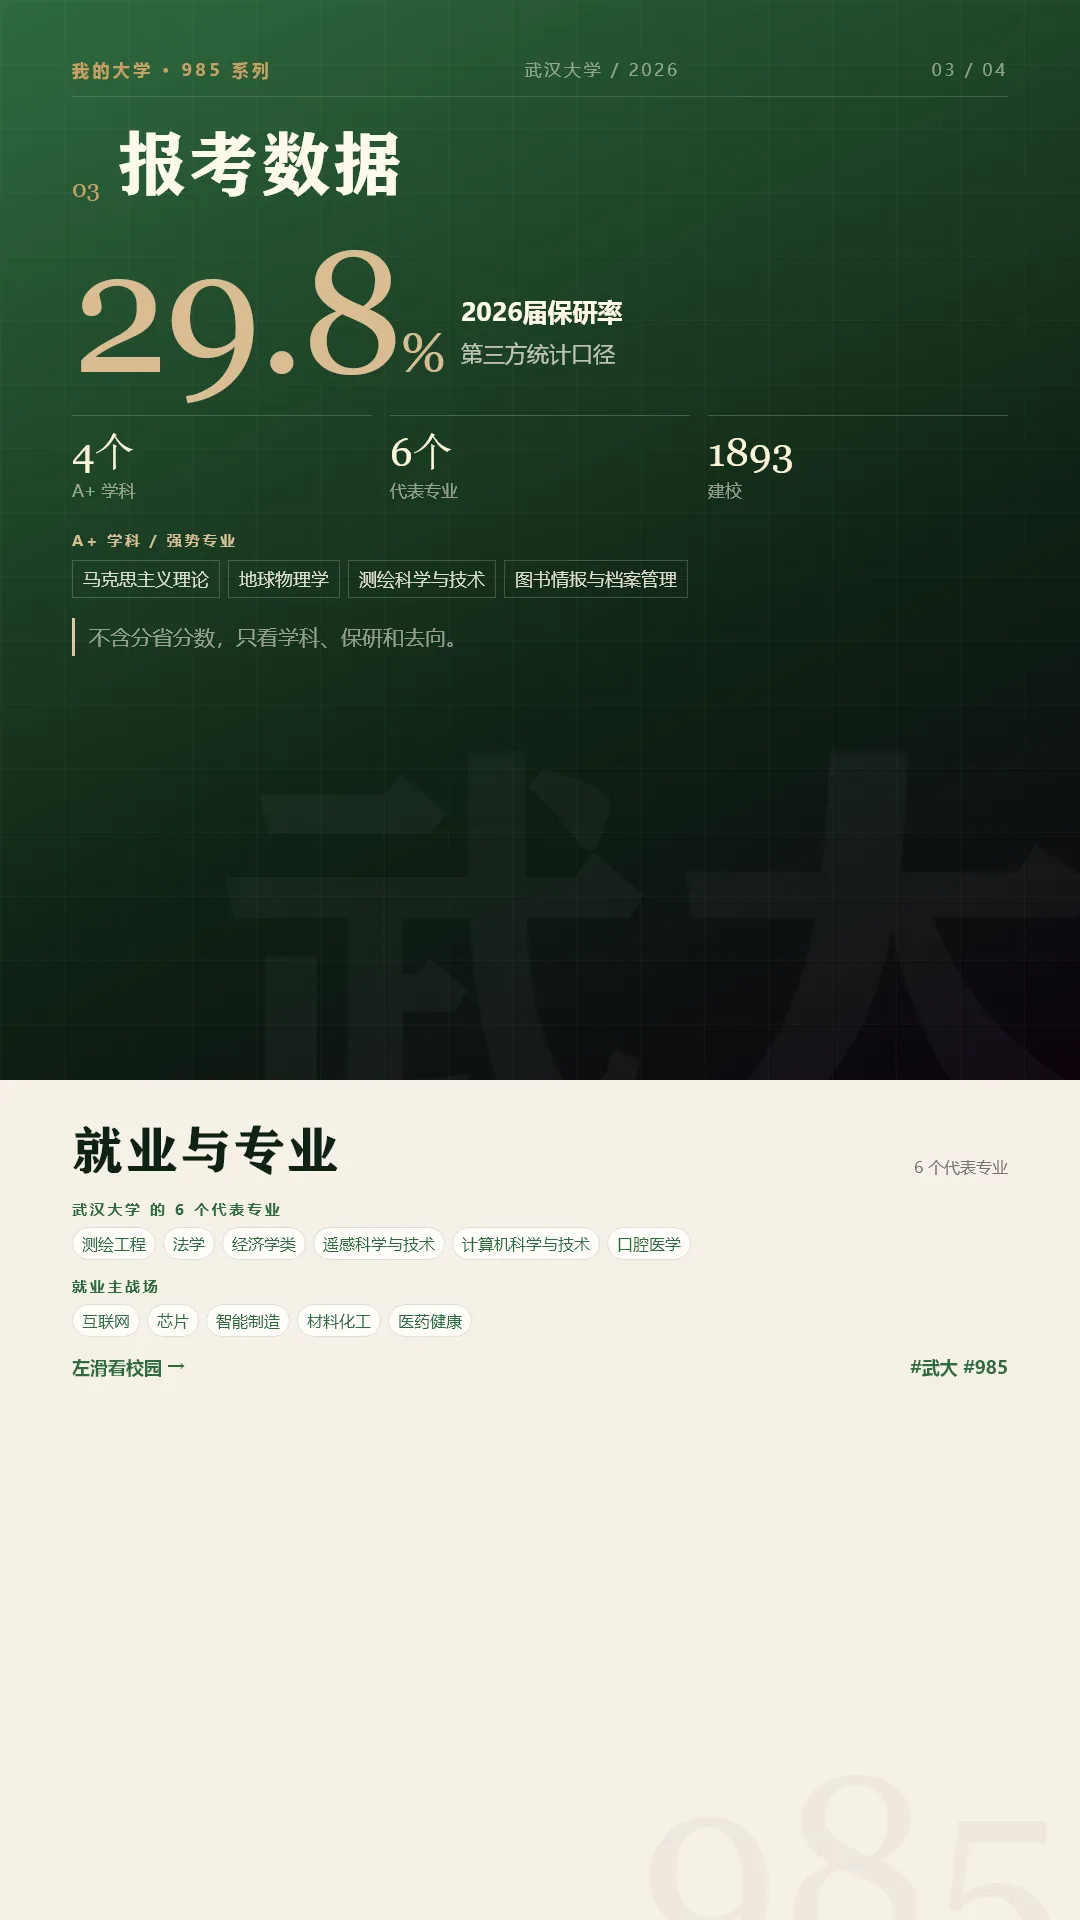 我的大学 • 985 系列
武汉大学 / 2026
03 / 04
03 报考数据
29.8%
2026届保研率
第三方统计口径
4个
A+ 学科
6个
代表专业
1893
建校
A+ 学科 / 强势专业
马克思主义理论 地球物理学 测绘科学与技术 图书情报与档案管理
不含分省分数，只看学科、保研和去向。
武大
就业与专业
6 个代表专业
武汉大学 的 6 个代表专业
测绘工程 法学 经济学类 遥感科学与技术 计算机科学与技术 口腔医学
就业主战场
互联网 芯片 智能制造 材料化工 医药健康
左滑看校园 →
#武大 #985
985